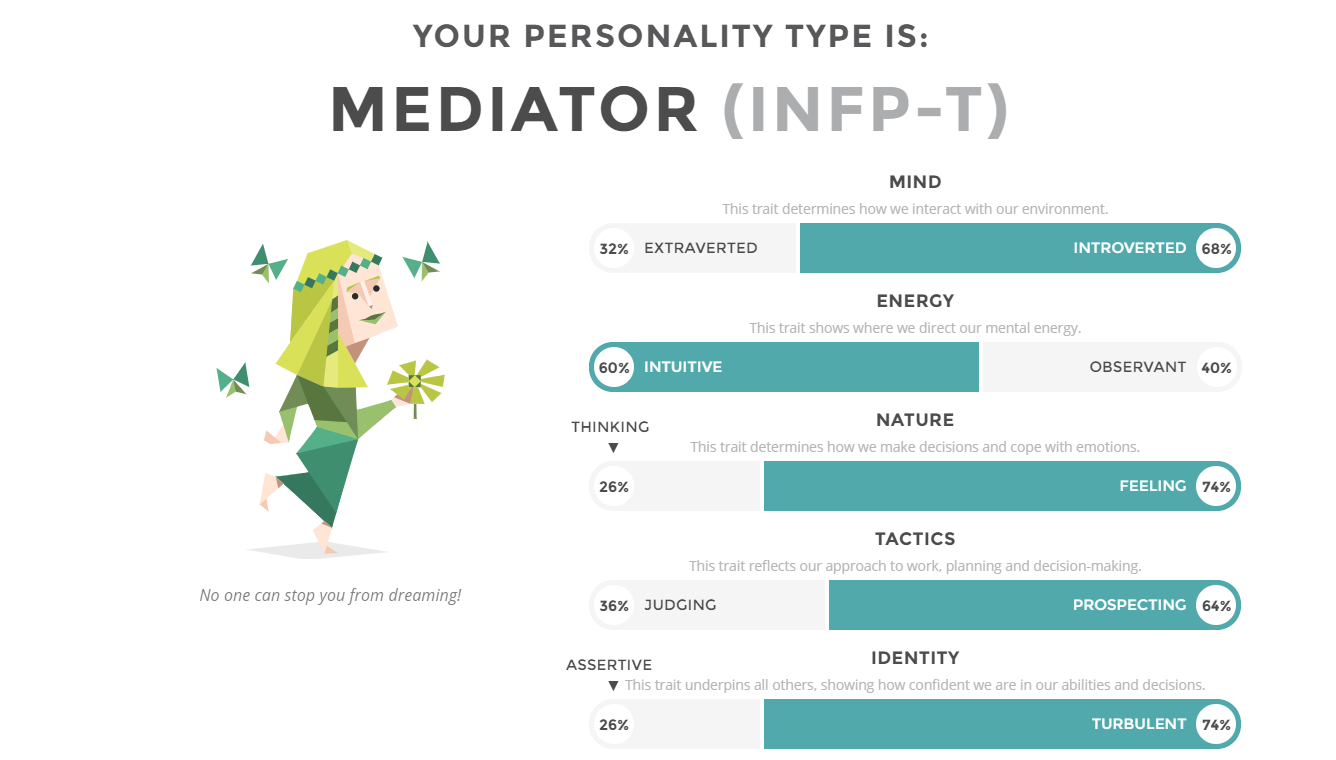 YOUR PERSONALITY TYPE IS:
MEDIATOR (INFP-T)
No one can stop you from dreaming!
MIND
This trait determines how we interact with our environment.
32% EXTRAVERTED INTROVERTED 68%
ENERGY
This trait shows where we direct our mental energy.
60% INTUITIVE OBSERVANT 40%
NATURE
THINKING
This trait determines how we make decisions and cope with emotions.
26% FEELING 74%
TACTICS
This trait reflects our approach to work, planning and decision-making.
36% JUDGING PROSPECTING 64%
IDENTITY
ASSERTIVE
This trait underpins all others, showing how confident we are in our abilities and decisions.
26% TURBULENT 74%